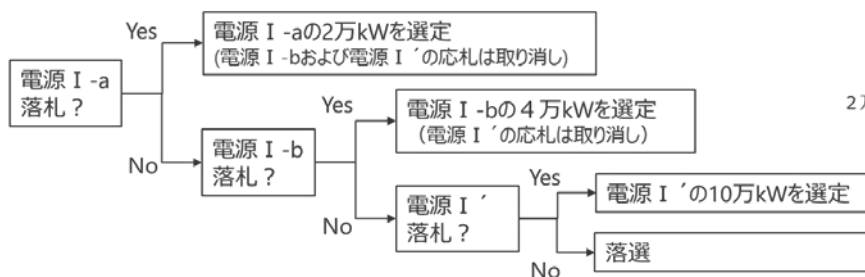 Yes
電源Ⅰ-aの2万kWを選定
(電源Ⅰ-bおよび電源Ⅰ´の応札は取り消し)
電源Ⅰ-a
落札？
No
電源Ⅰ-b
落札？
Yes
電源Ⅰ-bの４万kWを選定
（電源Ⅰ´の応札は取り消し）
２
No
電源Ⅰ´
落札？
Yes
電源Ⅰ´の10万kWを選定
No
落選